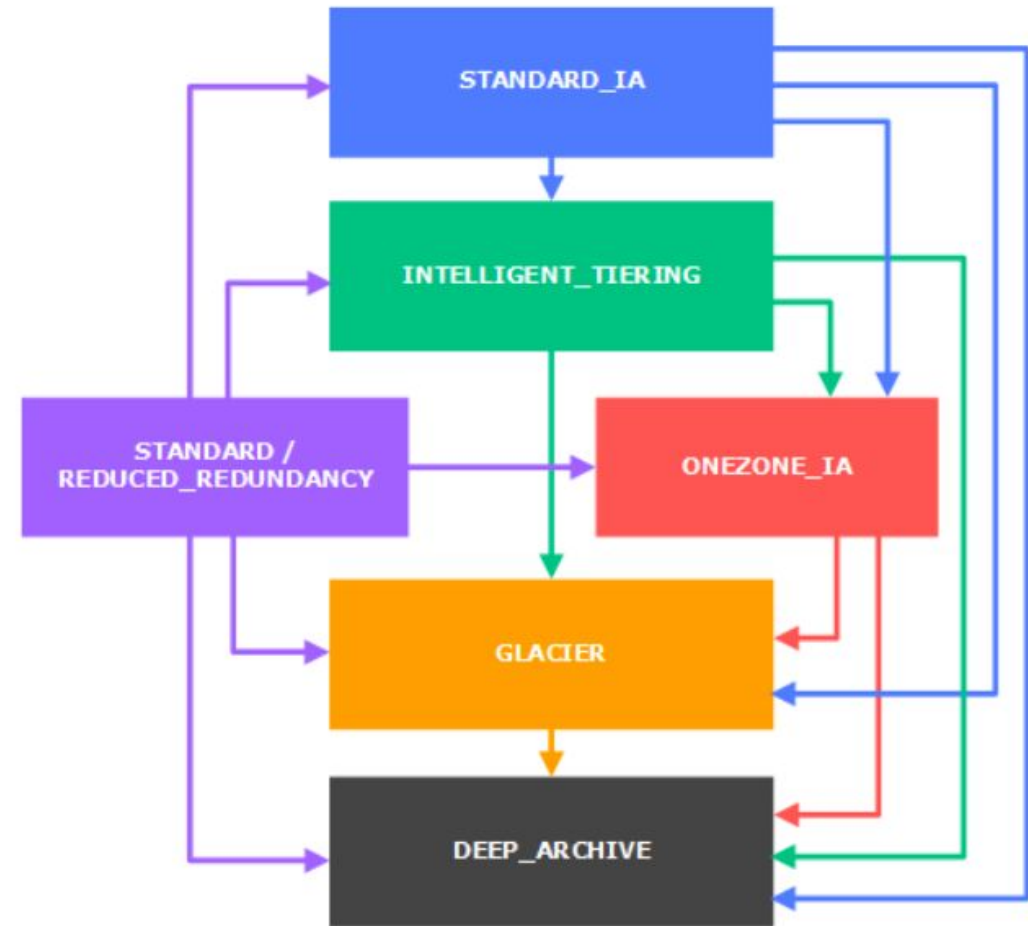 STANDARD_IA
INTELLIGENT_TIERING
STANDARD /
REDUCED_REDUNDANCY
ONEZONE_IA
GLACIER
DEEP_ARCHIVE